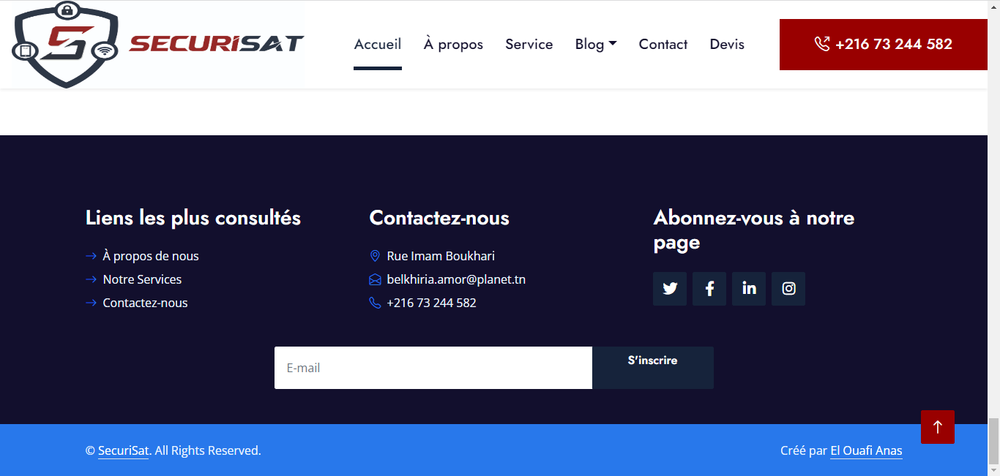 SECURISAT
Accueil À propos Service Blog Contact Devis
+216 73 244 582
Liens les plus consultés
À propos de nous
Notre Services
Contactez-nous
Contactez-nous
Rue Imam Boukhari
belkhiria.amor@planet.tn
+216 73 244 582
Abonnez-vous à notre
page
E-mail
S'inscrire
© SecuriSat. All Rights Reserved.
Créé par El Ouafi Anas